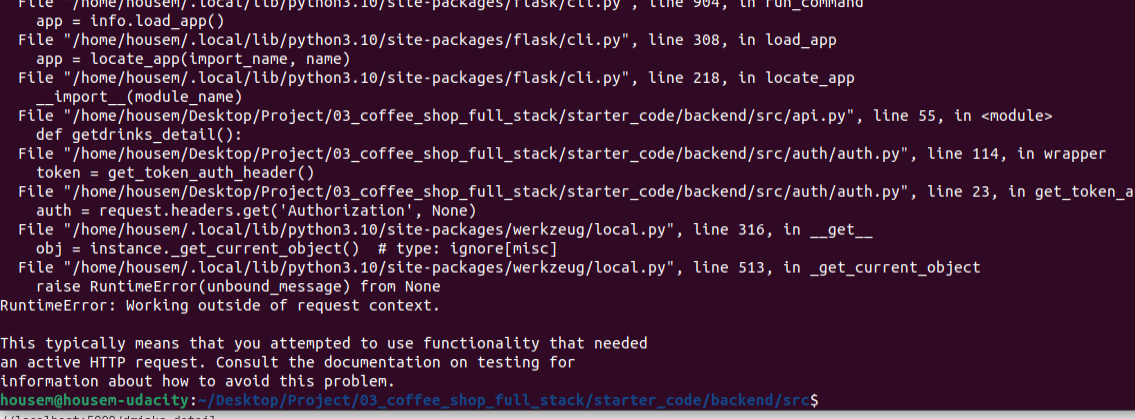 File "/home/housem/.local/lib/python3.10/site-packages/flask/cli.py", line 904, in run_command
    app = info.load_app()
  File "/home/housem/.local/lib/python3.10/site-packages/flask/cli.py", line 308, in load_app
    app = locate_app(import_name, name)
  File "/home/housem/.local/lib/python3.10/site-packages/flask/cli.py", line 218, in locate_app
    __import__(module_name)
  File "/home/housem/Desktop/Project/03_coffee_shop_full_stack/starter_code/backend/src/api.py", line 55, in <module>
    def getdrinks_detail():
  File "/home/housem/Desktop/Project/03_coffee_shop_full_stack/starter_code/backend/src/auth/auth.py", line 114, in wrapper
    token = get_token_auth_header()
  File "/home/housem/Desktop/Project/03_coffee_shop_full_stack/starter_code/backend/src/auth/auth.py", line 23, in get_token_a
    auth = request.headers.get('Authorization', None)
  File "/home/housem/.local/lib/python3.10/site-packages/werkzeug/local.py", line 316, in __get__
    obj = instance._get_current_object()  # type: ignore[misc]
  File "/home/housem/.local/lib/python3.10/site-packages/werkzeug/local.py", line 513, in _get_current_object
    raise RuntimeError(unbound_message) from None
RuntimeError: Working outside of request context.

This typically means that you attempted to use functionality that needed
an active HTTP request. Consult the documentation on testing for
information about how to avoid this problem.
housem@housem-udacity:~/Desktop/Project/03_coffee_shop_full_stack/starter_code/backend/src$